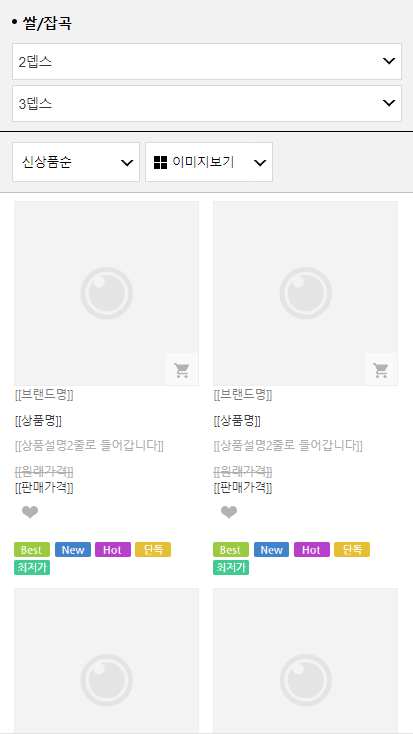 • 쌀/잡곡
2뎁스
3뎁스
신상품순 이미지보기
[[브랜드명]] [[브랜드명]]
[[상품명]] [[상품명]]
[[상품설명2줄로 들어갑니다]] [[상품설명2줄로 들어갑니다]]
[[원래가격]] [[원래가격]]
[[판매가격]] [[판매가격]]
Best New Hot 단독 Best New Hot 단독
최저가 최저가